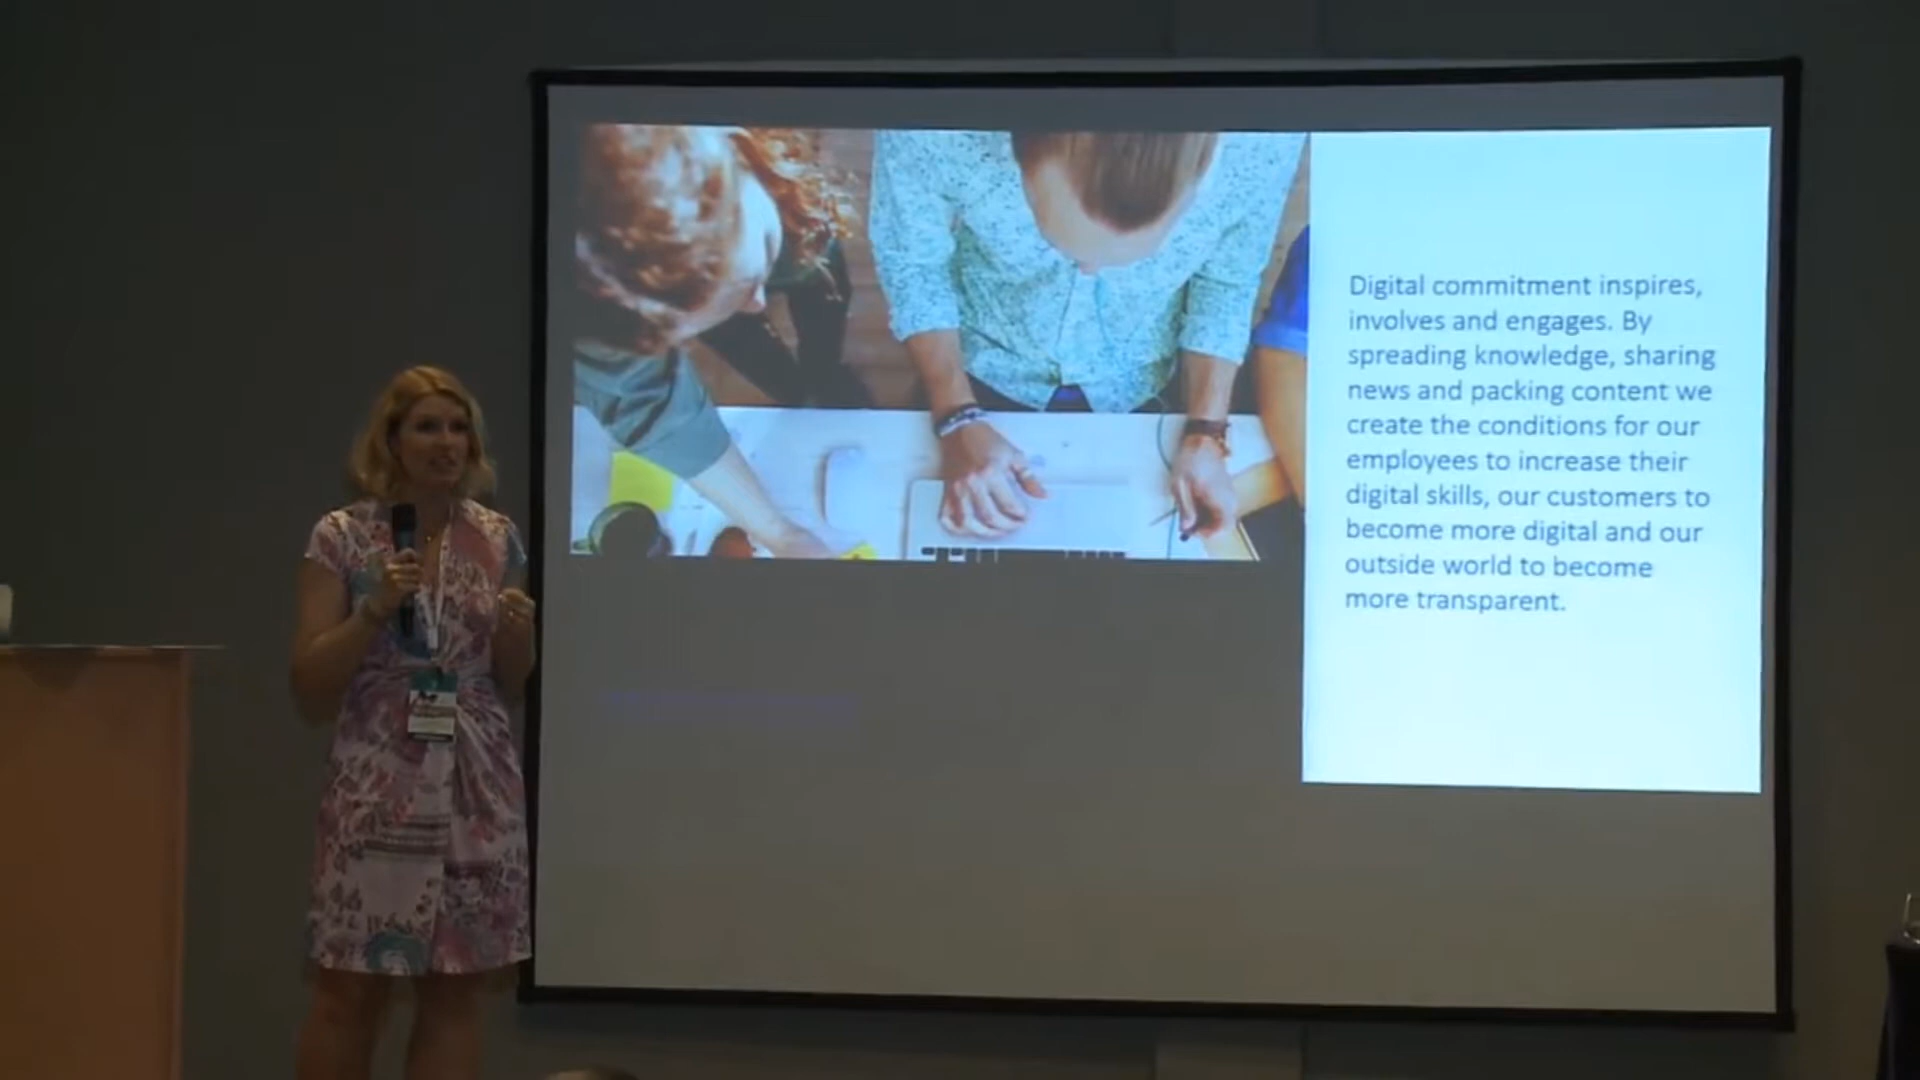 Digital commitment inspires,
involves and engages. By
spreading knowledge, sharing
news and packing content we
create the conditions for our
employees to increase their
digital skills, our customers to
become more digital and our
outside world to become
more transparent.